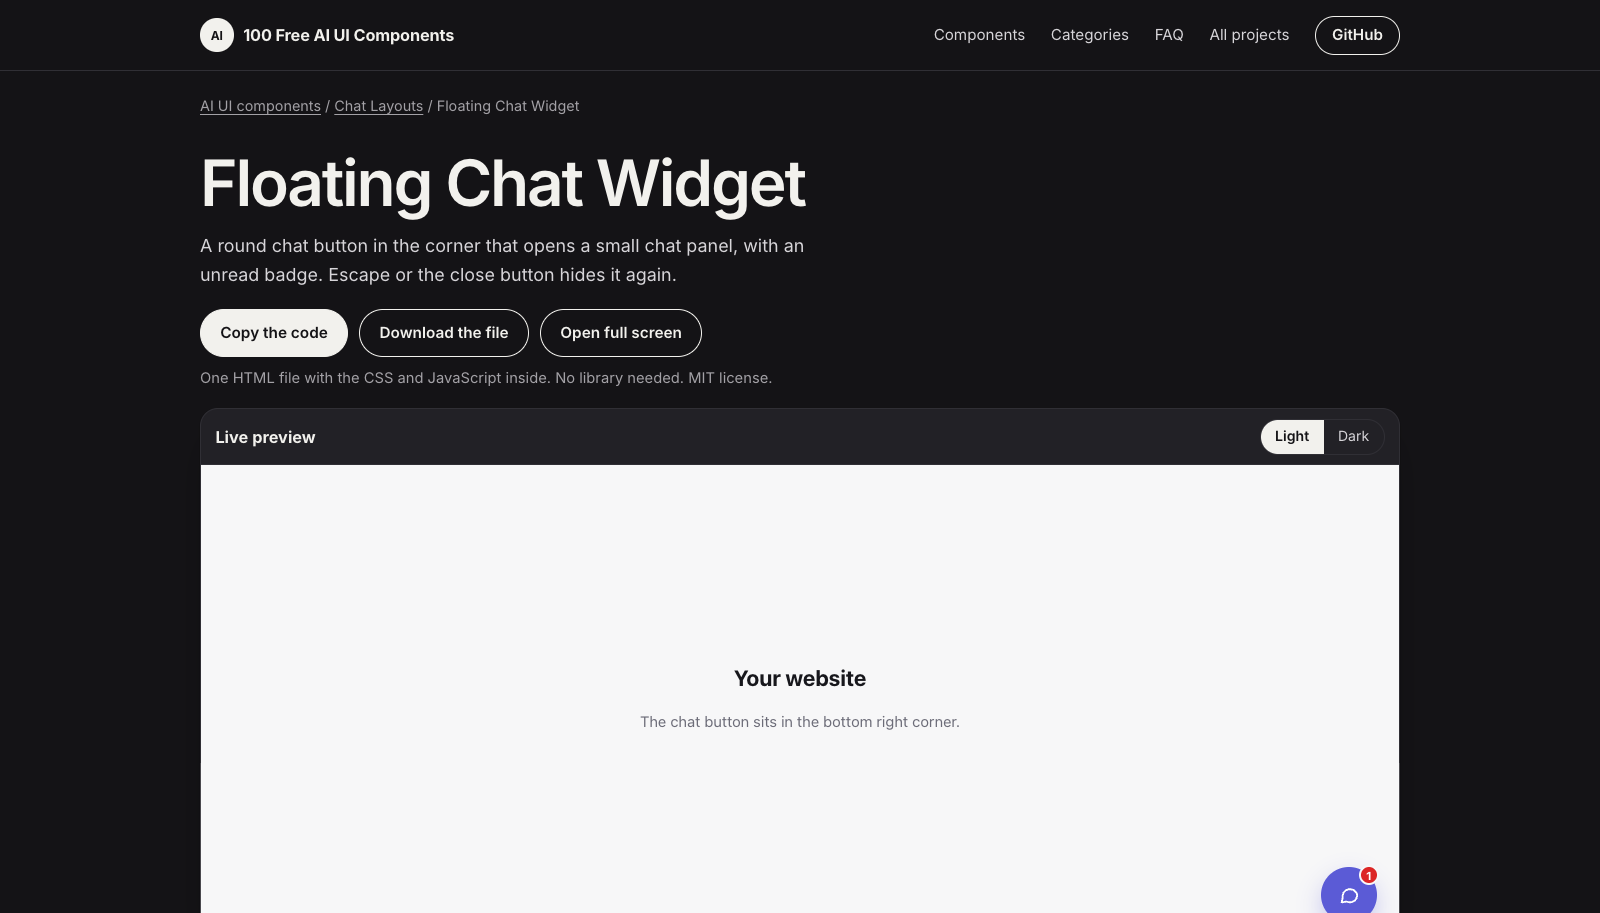 AI
100 Free AI UI Components
Components
Categories
FAQ
All projects
GitHub
AI UI components / Chat Layouts / Floating Chat Widget
Floating Chat Widget
A round chat button in the corner that opens a small chat panel, with an
unread badge. Escape or the close button hides it again.
Copy the code
Download the file
Open full screen
One HTML file with the CSS and JavaScript inside. No library needed. MIT license.
Live preview
Light
Dark
Your website
The chat button sits in the bottom right corner.
1